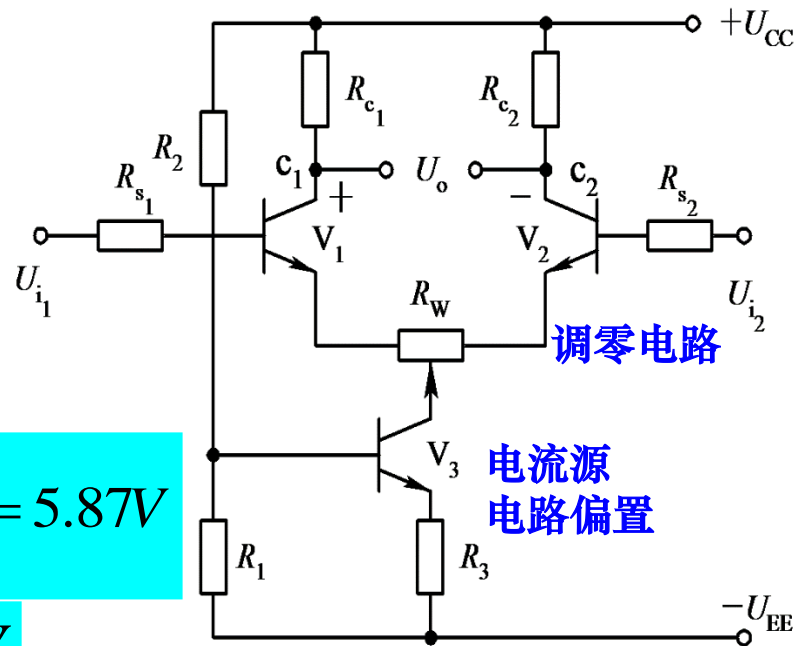 +U_CC
R_c1
R_c2
R_2
c_1
U_o
c_2
R_s1
+
−
R_s2
V_1
V_2
U_i1
R_W
U_i2
调零电路
V_3
电流源
电路偏置
= 5.87V
R_1
R_3
−U_EE